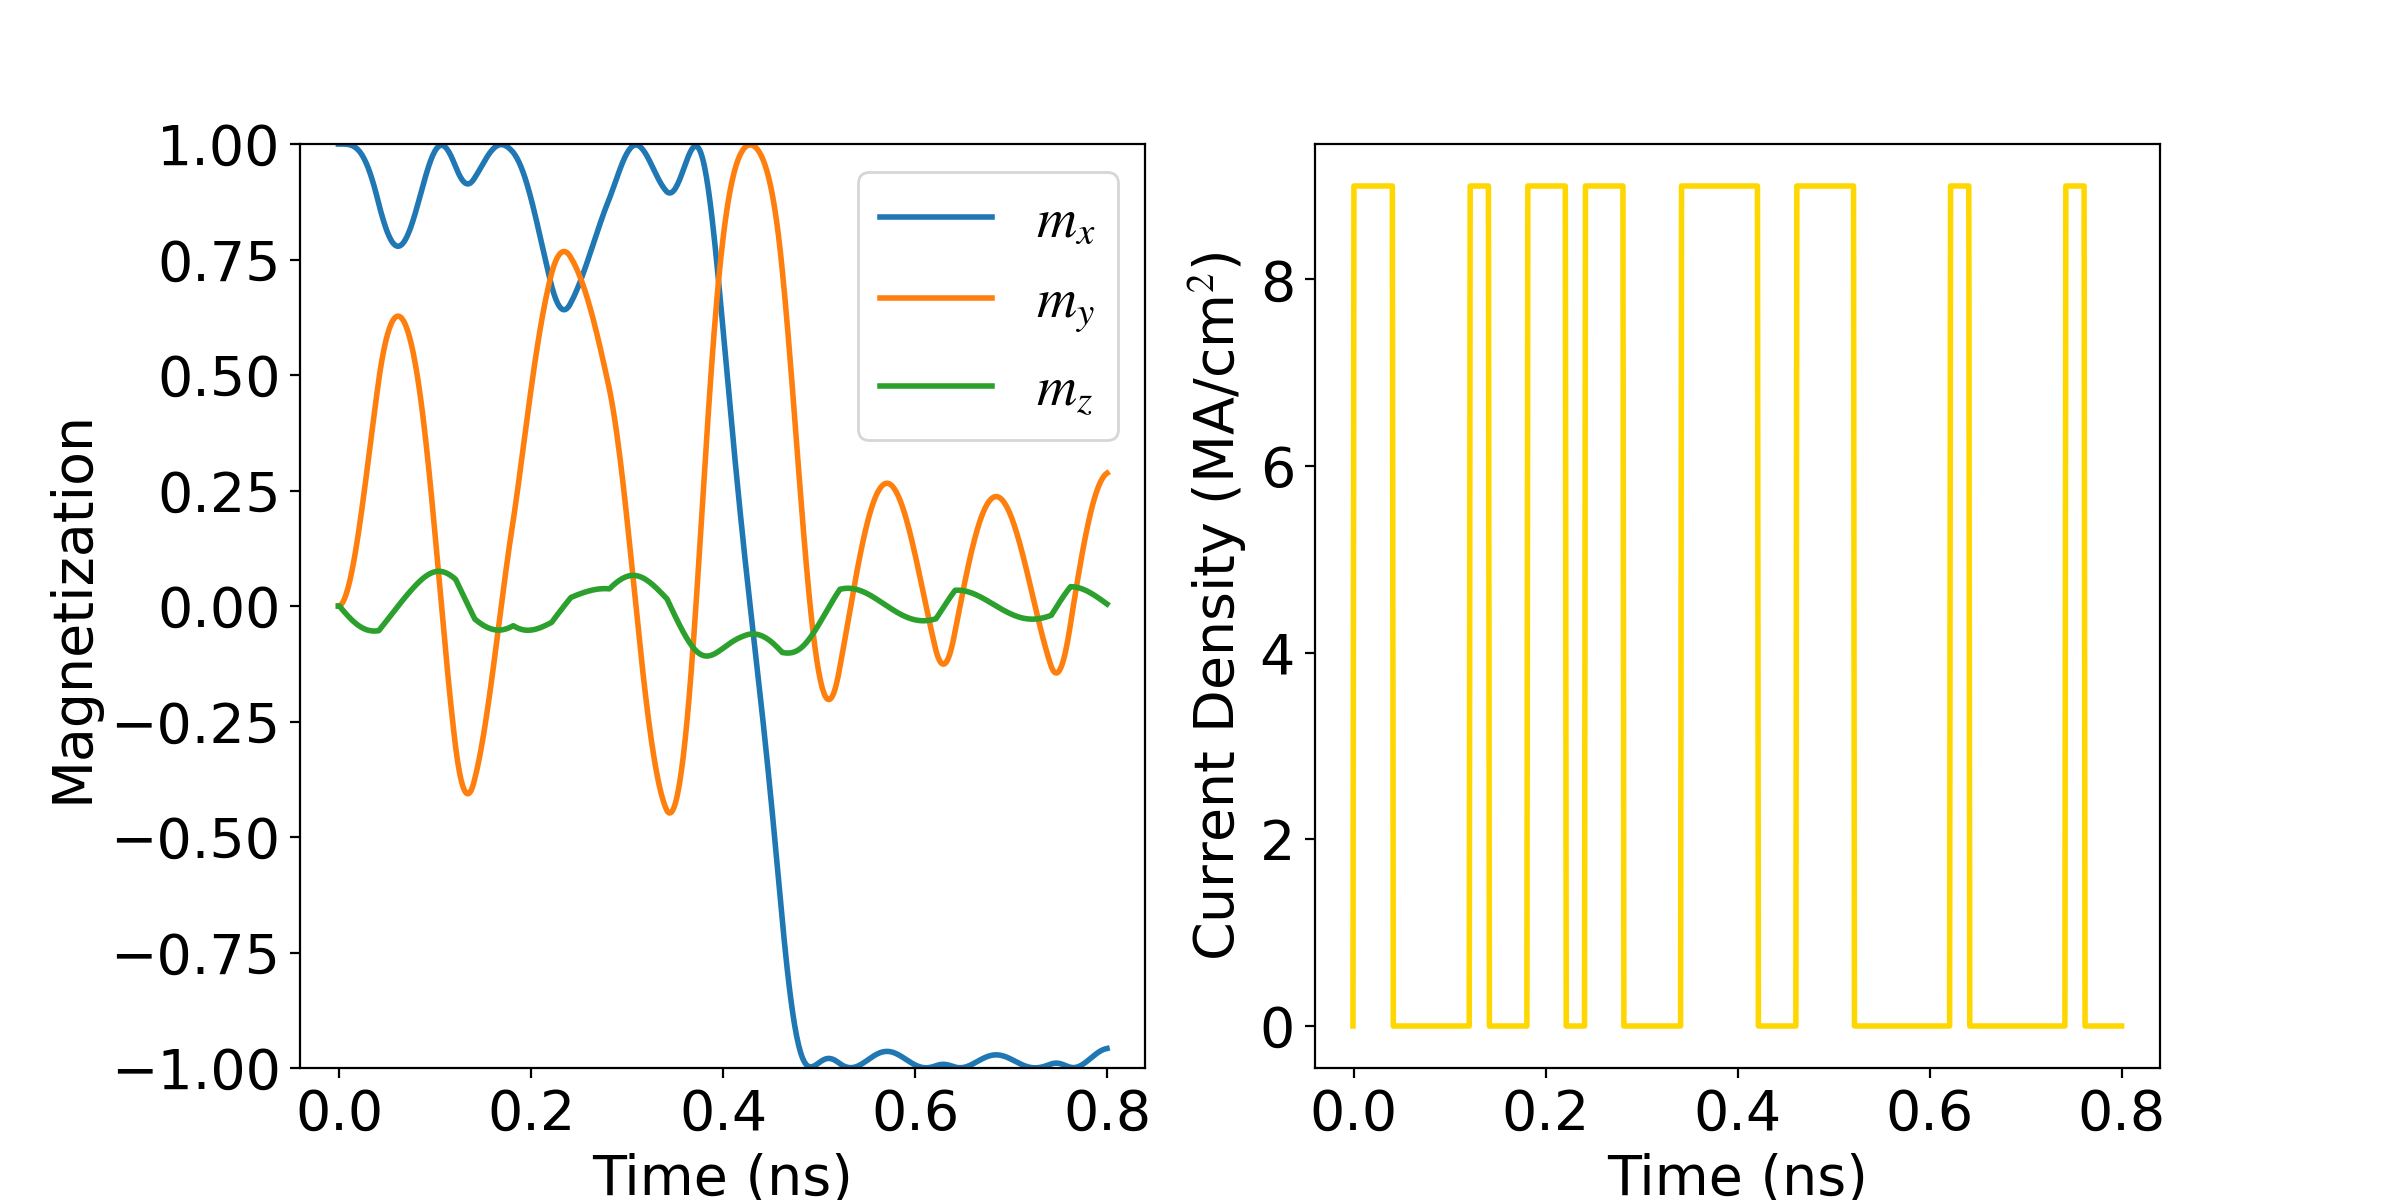 1.00
0.75
0.50
0.25
0.00
−0.25
−0.50
−0.75
−1.00
Magnetization
0.0 0.2 0.4 0.6 0.8
Time (ns)
mₓ
m_y
m_z
8
6
4
2
0
Current Density (MA/cm²)
0.0 0.2 0.4 0.6 0.8
Time (ns)